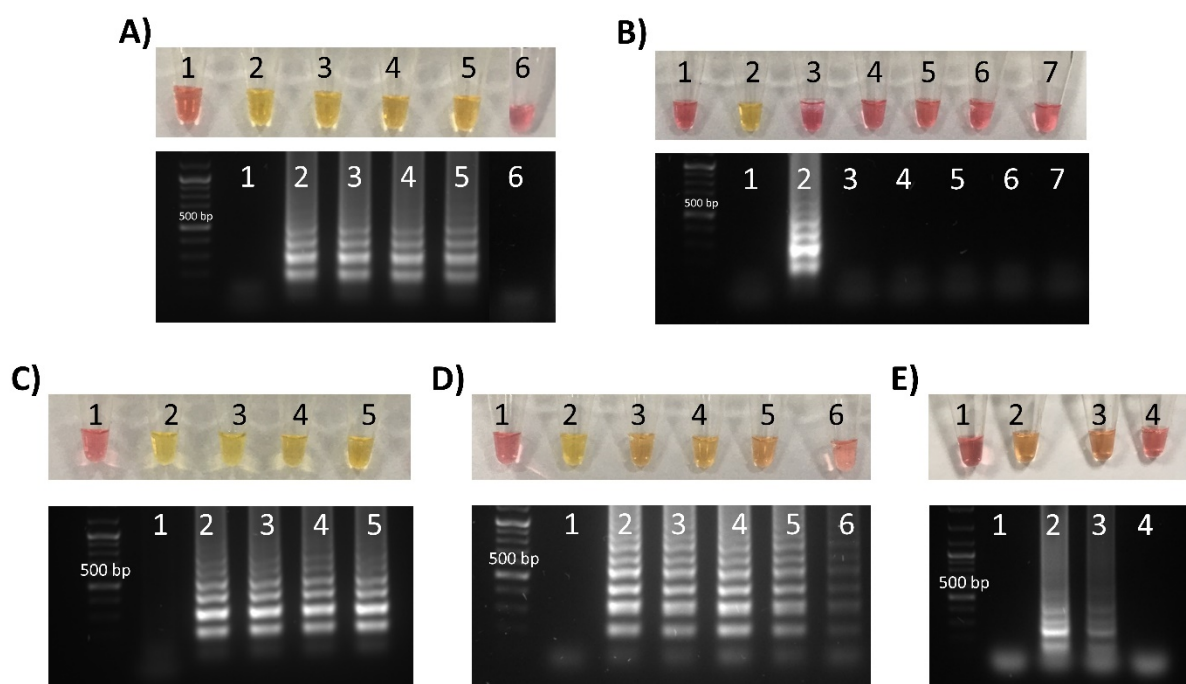 A)
1 2 3 4 5 6
1 2 3 4 5 6
500 bp
B)
1 2 3 4 5 6 7
1 2 3 4 5 6 7
500 bp
C)
1 2 3 4 5
1 2 3 4 5
500 bp
D)
1 2 3 4 5 6
1 2 3 4 5 6
500 bp
E)
1 2 3 4
1 2 3 4
500 bp